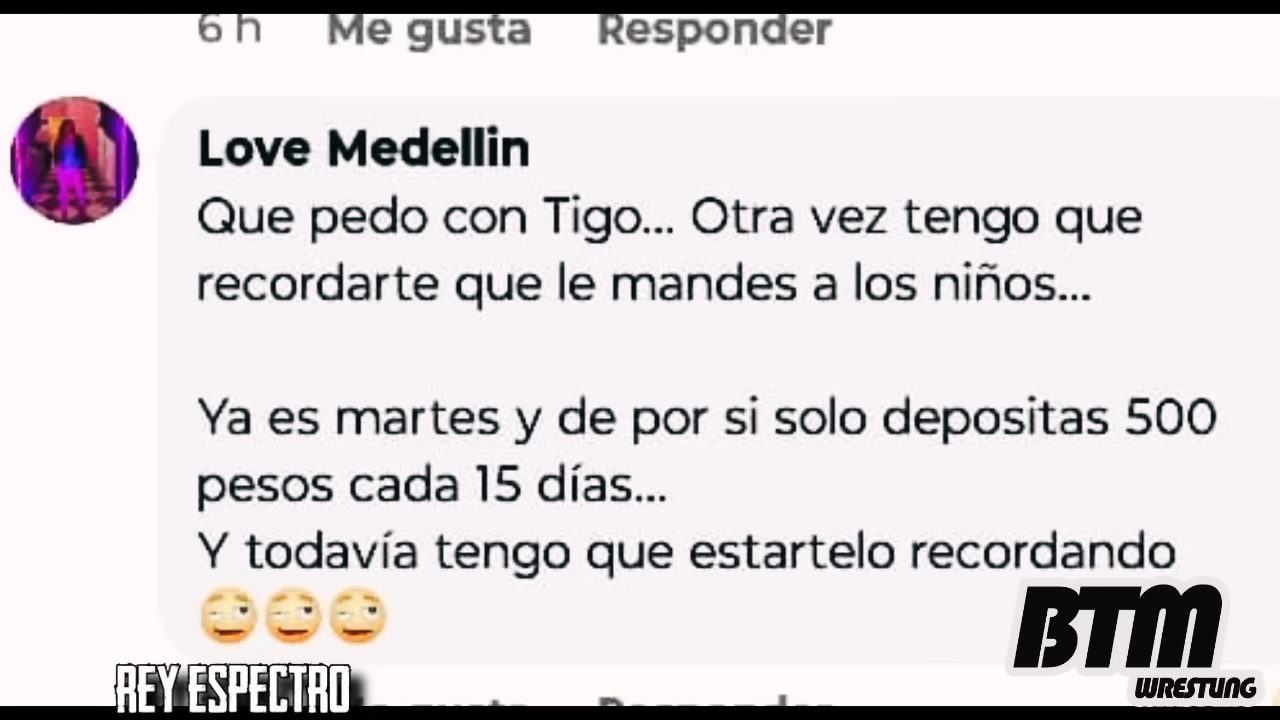 6 h Me gusta Responder
Love Medellin
Que pedo con Tigo... Otra vez tengo que
recordarte que le mandes a los niños...
Ya es martes y de por si solo depositas 500
pesos cada 15 días...
Y todavía tengo que estartelo recordando
BTM
WRESTLING
REY ESPECTRO
gusta Responder